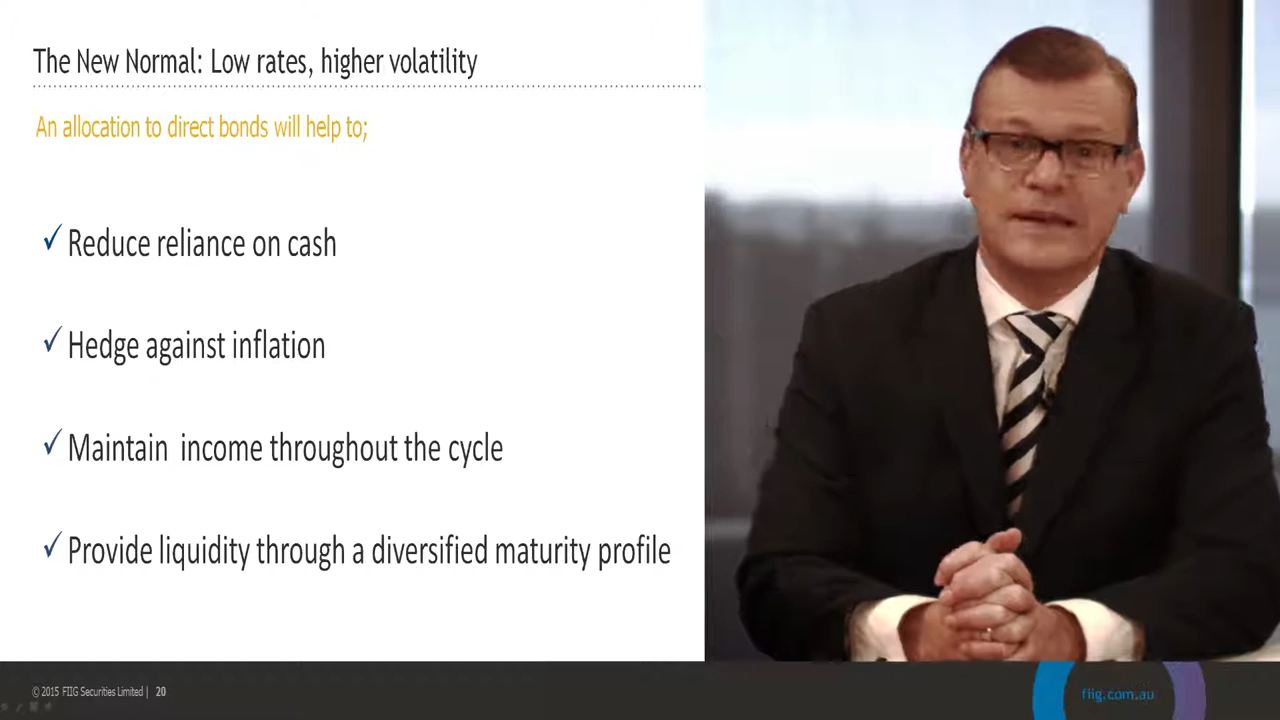 The New Normal: Low rates, higher volatility
An allocation to direct bonds will help to;
✓ Reduce reliance on cash
✓ Hedge against inflation
✓ Maintain income throughout the cycle
✓ Provide liquidity through a diversified maturity profile
© 2015 FIIG Securities Limited | 20
fiig.com.au